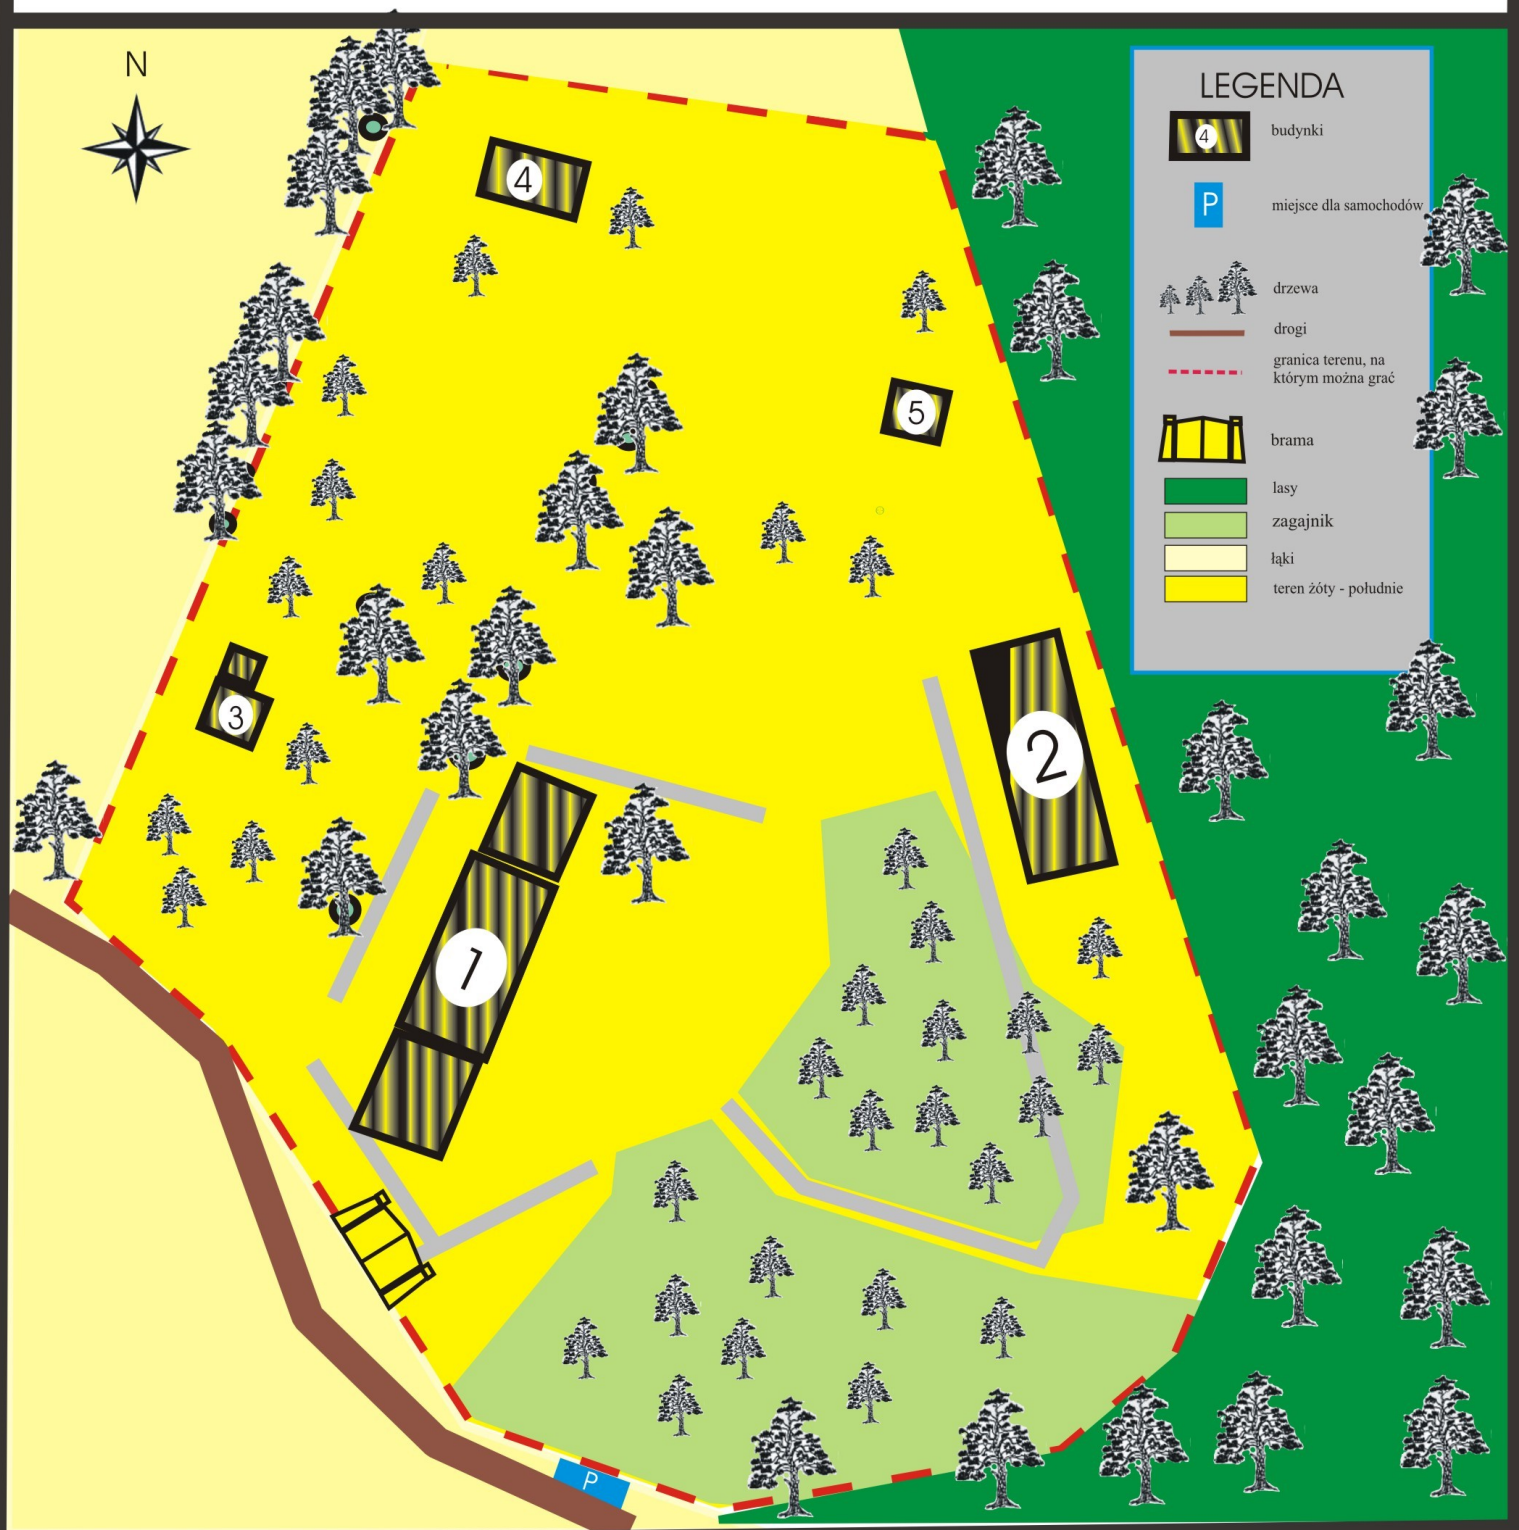 N
LEGENDA
4
budynki
P
miejsce dla samochodów
drzewa
drogi
granica terenu, na
którym można grać
brama
lasy
zagajnik
łąki
teren żóty - południe
4
5
3
2
1
P